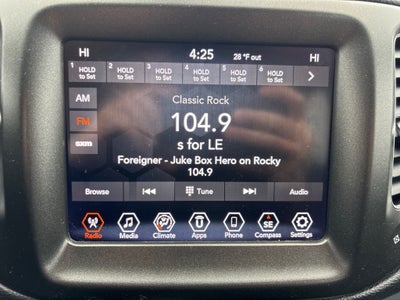 HI 4:25 28 °F out HI
1 HOLD to Set 2 HOLD to Set 3 HOLD to Set 4 HOLD to Set 5 HOLD to Set 6 HOLD to Set
AM
Classic Rock
FM
104.9
sxm
s for LE
Foreigner - Juke Box Hero on Rocky
104.9
Browse Tune Audio
U SE
Radio Media Climate Apps Phone Compass Settings